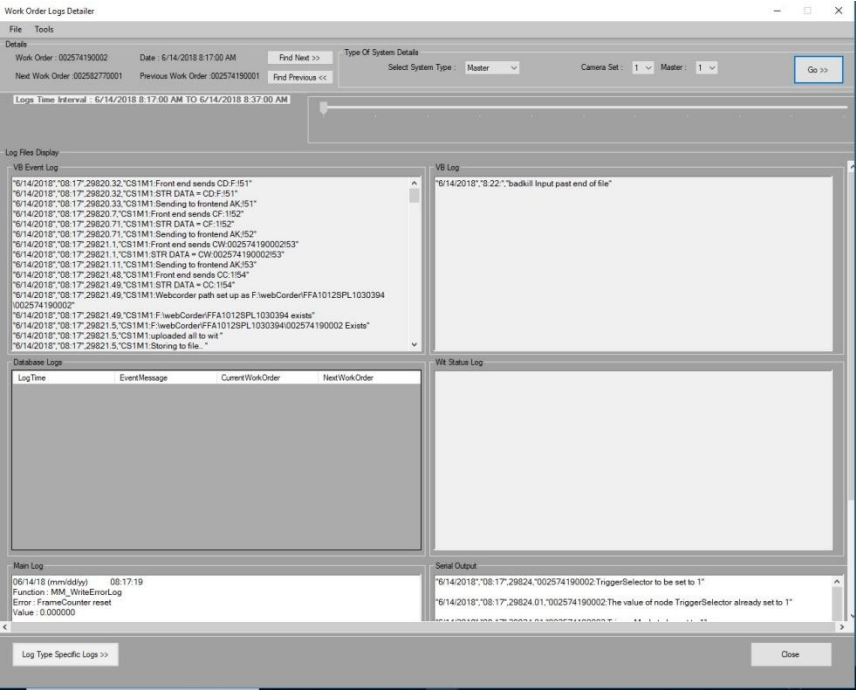 Work Order Logs Detailer
File Tools
Details
Work Order : 002574190002 Date : 6/14/2018 8:17:00 AM Find Next >>
Next Work Order :002582770001 Previous Work Order :002574190001 Find Previous <<
Type Of System Details
Select System Type : Master Camera Set : 1 Master : 1 Go >>
Logs Time Interval : 6/14/2018 8:17:00 AM TO 6/14/2018 8:37:00 AM
Log Files Display
VB Event Log
"6/14/2018","08:17",29820.32,"CS1M1:Front end sends CD:F:!51"
"6/14/2018","08:17",29820.32,"CS1M1:STR DATA = CD:F:!51"
"6/14/2018","08:17",29820.33,"CS1M1:Sending to frontend AK;!51"
"6/14/2018","08:17",29820.7,"CS1M1:Front end sends CF:1!52"
"6/14/2018","08:17",29820.71,"CS1M1:STR DATA = CF:1!52"
"6/14/2018","08:17",29820.71,"CS1M1:Sending to frontend AK;!52"
"6/14/2018","08:17",29821.1,"CS1M1:Front end sends CW:002574190002!53"
"6/14/2018","08:17",29821.1,"CS1M1:STR DATA = CW:002574190002!53"
"6/14/2018","08:17",29821.11,"CS1M1:Sending to frontend AK;!53"
"6/14/2018","08:17",29821.48,"CS1M1:Front end sends CC:1!54"
"6/14/2018","08:17",29821.49,"CS1M1:STR DATA = CC:1!54"
"6/14/2018","08:17",29821.49,"CS1M1:Webcorder path set up as F:\webCorder\FFA1012SPL1030394
\002574190002"
"6/14/2018","08:17",29821.49,"CS1M1:F:\webCorder\FFA1012SPL1030394 exists"
"6/14/2018","08:17",29821.5,"CS1M1:F:\webCorder\FFA1012SPL1030394\002574190002 Exists"
"6/14/2018","08:17",29821.5,"CS1M1:uploaded all to wit "
"6/14/2018","08:17",29821.5,"CS1M1:Storing to file.. "
VB Log
"6/14/2018","8:22:","badkill Input past end of file"
Database Logs
LogTime EventMessage CurrentWorkOrder NextWorkOrder
Wit Status Log
Main Log
06/14/18 (mm/dd/yy) 08:17:19
Function : MM_WriteErrorLog
Error : FrameCounter reset
Value : 0.000000
Serial Output
"6/14/2018","08:17",29824,"002574190002:TriggerSelector to be set to 1"
"6/14/2018","08:17",29824.01,"002574190002:The value of node TriggerSelector already set to 1"
Log Type Specific Logs >>
Close